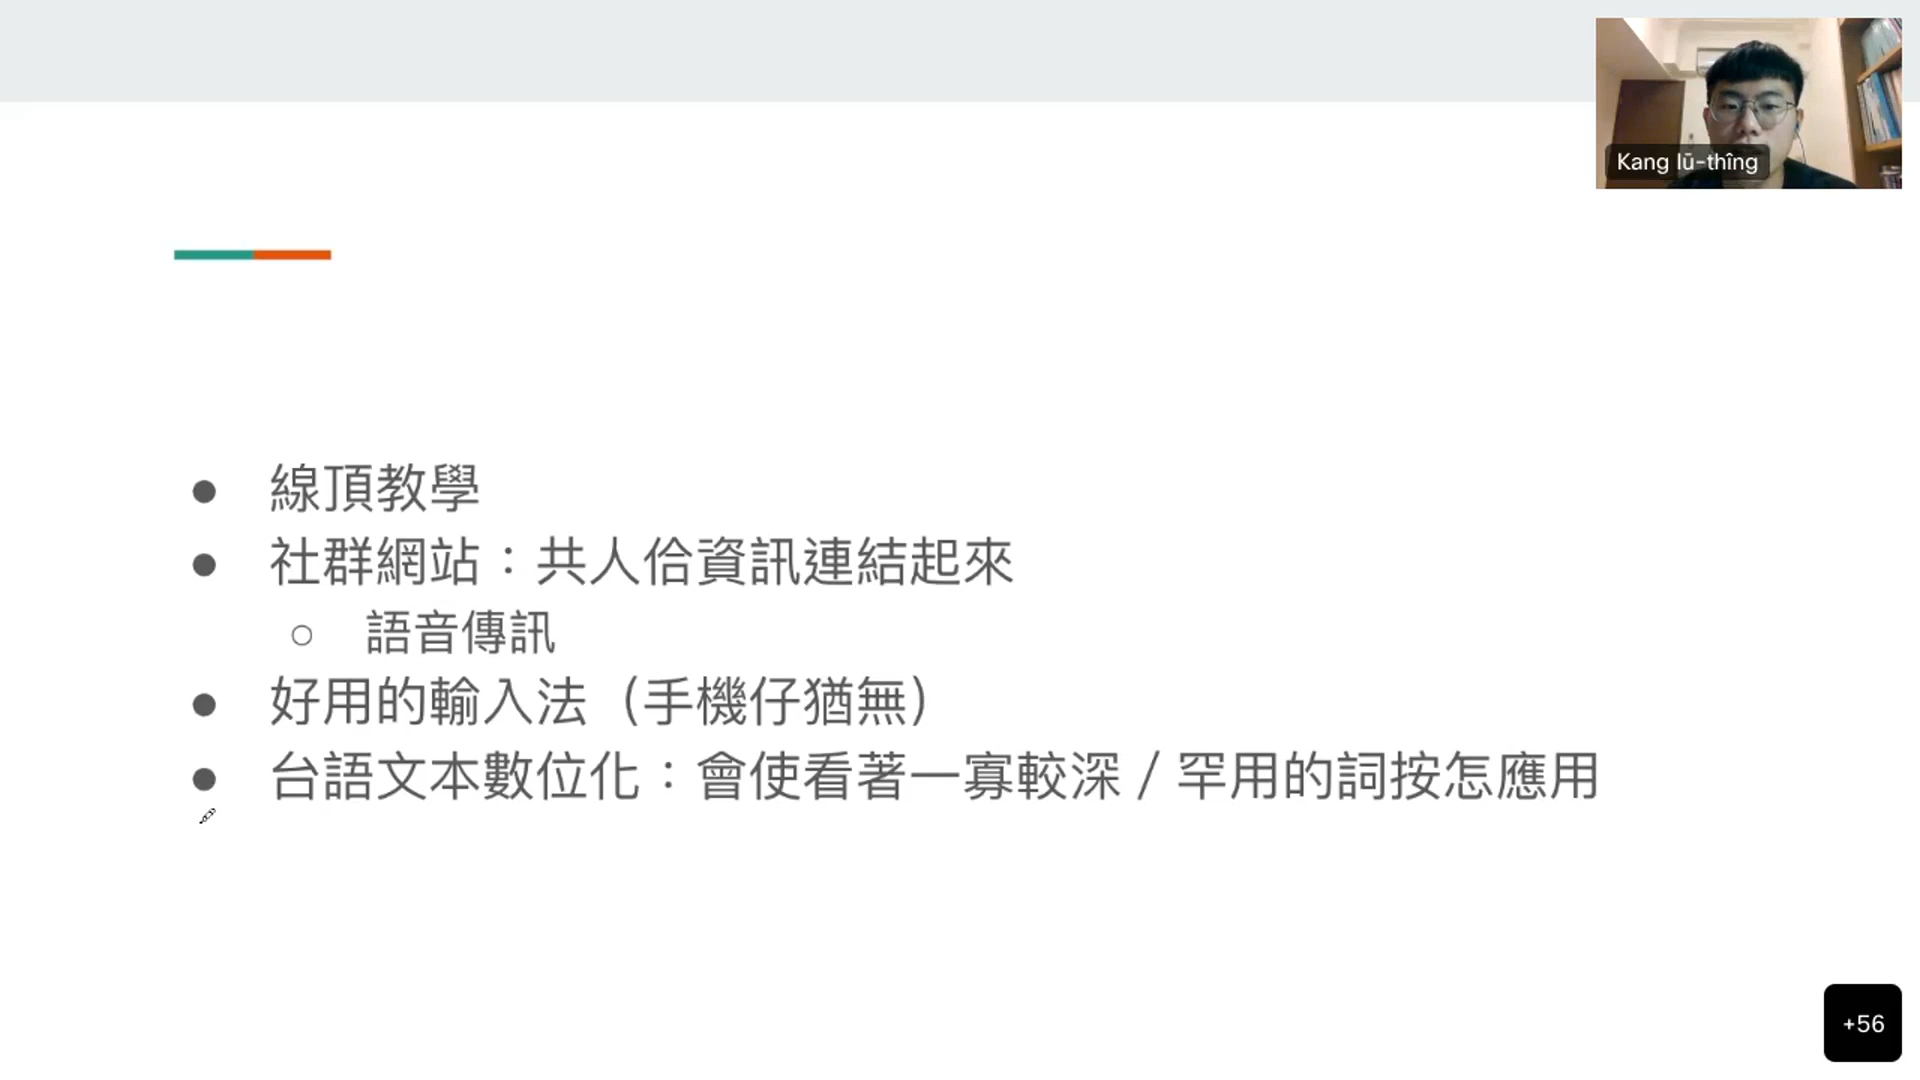 Kang lū-thîng
● 線頂教學
● 社群網站：共人佮資訊連結起來
○ 語音傳訊
● 好用的輸入法（手機仔猶無）
● 台語文本數位化：會使看著一寡較深 / 罕用的詞按怎應用
+56